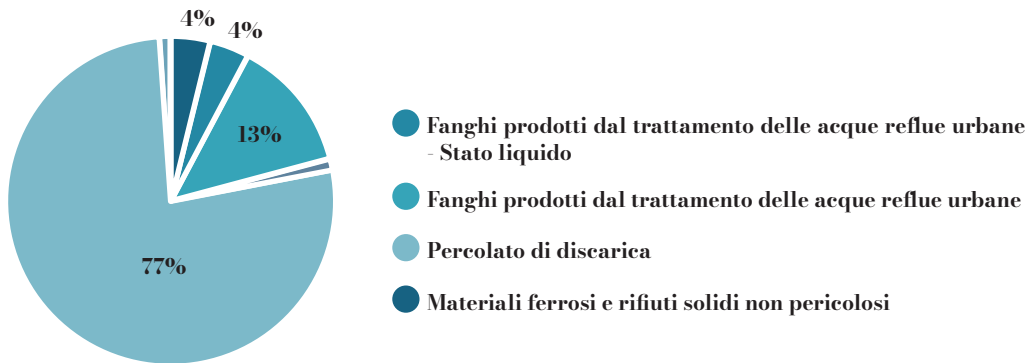 4%
4%
13%
77%
Fanghi prodotti dal trattamento delle acque reflue urbane
- Stato liquido
Fanghi prodotti dal trattamento delle acque reflue urbane
Percolato di discarica
Materiali ferrosi e rifiuti solidi non pericolosi